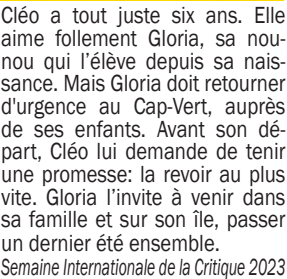 Cléo a tout juste six ans. Elle
aime follement Gloria, sa nou-
nou qui l'élève depuis sa nais-
sance. Mais Gloria doit retourner
d'urgence au Cap-Vert, auprès
de ses enfants. Avant son dé-
part, Cléo lui demande de tenir
une promesse: la revoir au plus
vite. Gloria l'invite à venir dans
sa famille et sur son île, passer
un dernier été ensemble.
Semaine Internationale de la Critique 2023